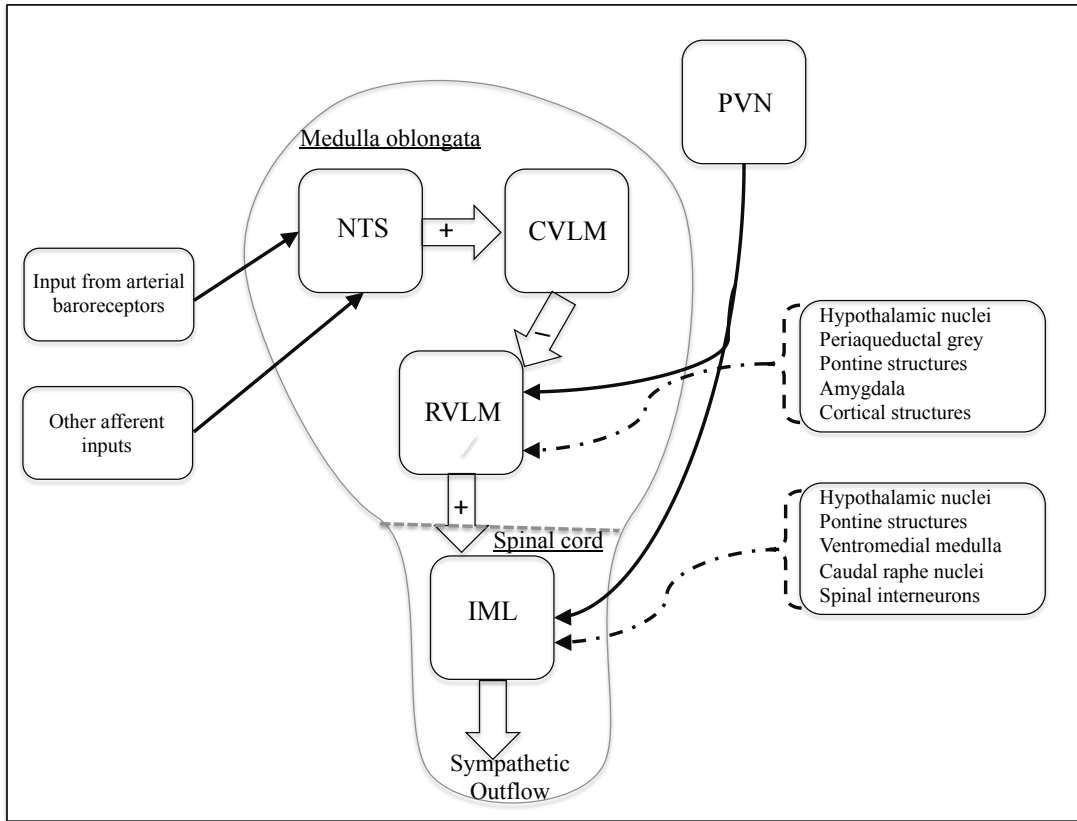 PVN
Medulla oblongata
NTS
+
CVLM
Input from arterial
baroreceptors
–
Hypothalamic nuclei
Periaqueductal grey
Pontine structures
Amygdala
Cortical structures
RVLM
Other afferent
inputs
+
Spinal cord
Hypothalamic nuclei
Pontine structures
Ventromedial medulla
Caudal raphe nuclei
Spinal interneurons
IML
Sympathetic
Outflow